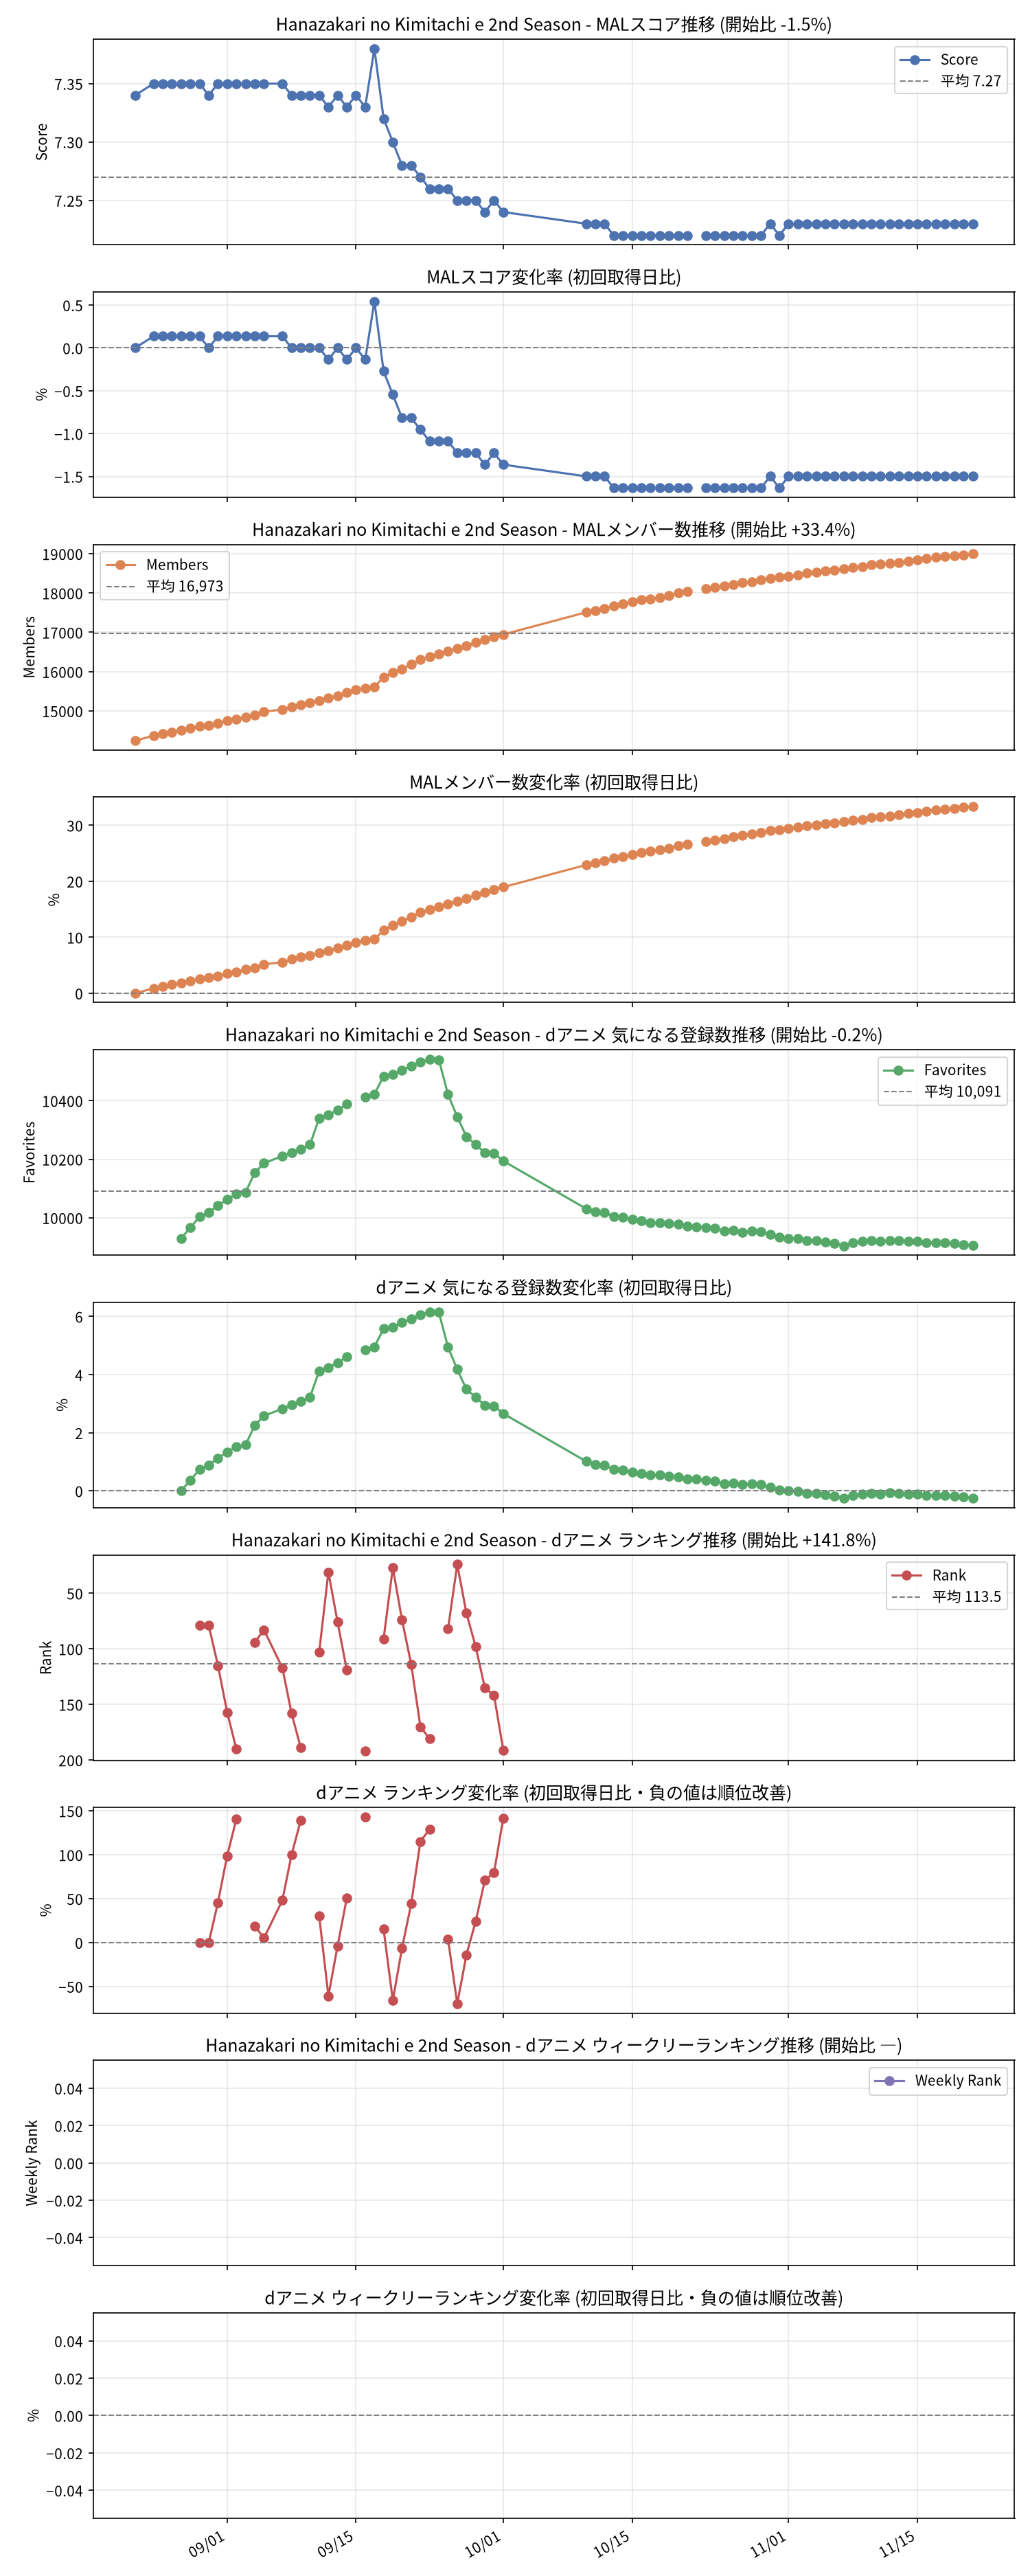 Hanazakari no Kimitachi e 2nd Season - MALスコア推移 (開始比 -1.5%)
Score
平均 7.27
Score
7.35
7.30
7.25
MALスコア変化率 (初回取得日比)
%
0.5
0.0
−0.5
−1.0
−1.5
Hanazakari no Kimitachi e 2nd Season - MALメンバー数推移 (開始比 +33.4%)
Members
平均 16,973
Members
19000
18000
17000
16000
15000
MALメンバー数変化率 (初回取得日比)
%
30
20
10
0
Hanazakari no Kimitachi e 2nd Season - dアニメ 気になる登録数推移 (開始比 -0.2%)
Favorites
平均 10,091
Favorites
10400
10200
10000
dアニメ 気になる登録数変化率 (初回取得日比)
%
6
4
2
0
Hanazakari no Kimitachi e 2nd Season - dアニメ ランキング推移 (開始比 +141.8%)
Rank
平均 113.5
Rank
50
100
150
200
dアニメ ランキング変化率 (初回取得日比・負の値は順位改善)
%
150
100
50
0
−50
Hanazakari no Kimitachi e 2nd Season - dアニメ ウィークリーランキング推移 (開始比 —)
Weekly Rank
Weekly Rank
0.04
0.02
0.00
−0.02
−0.04
dアニメ ウィークリーランキング変化率 (初回取得日比・負の値は順位改善)
%
0.04
0.02
0.00
−0.02
−0.04
09/01
09/15
10/01
10/15
11/01
11/15